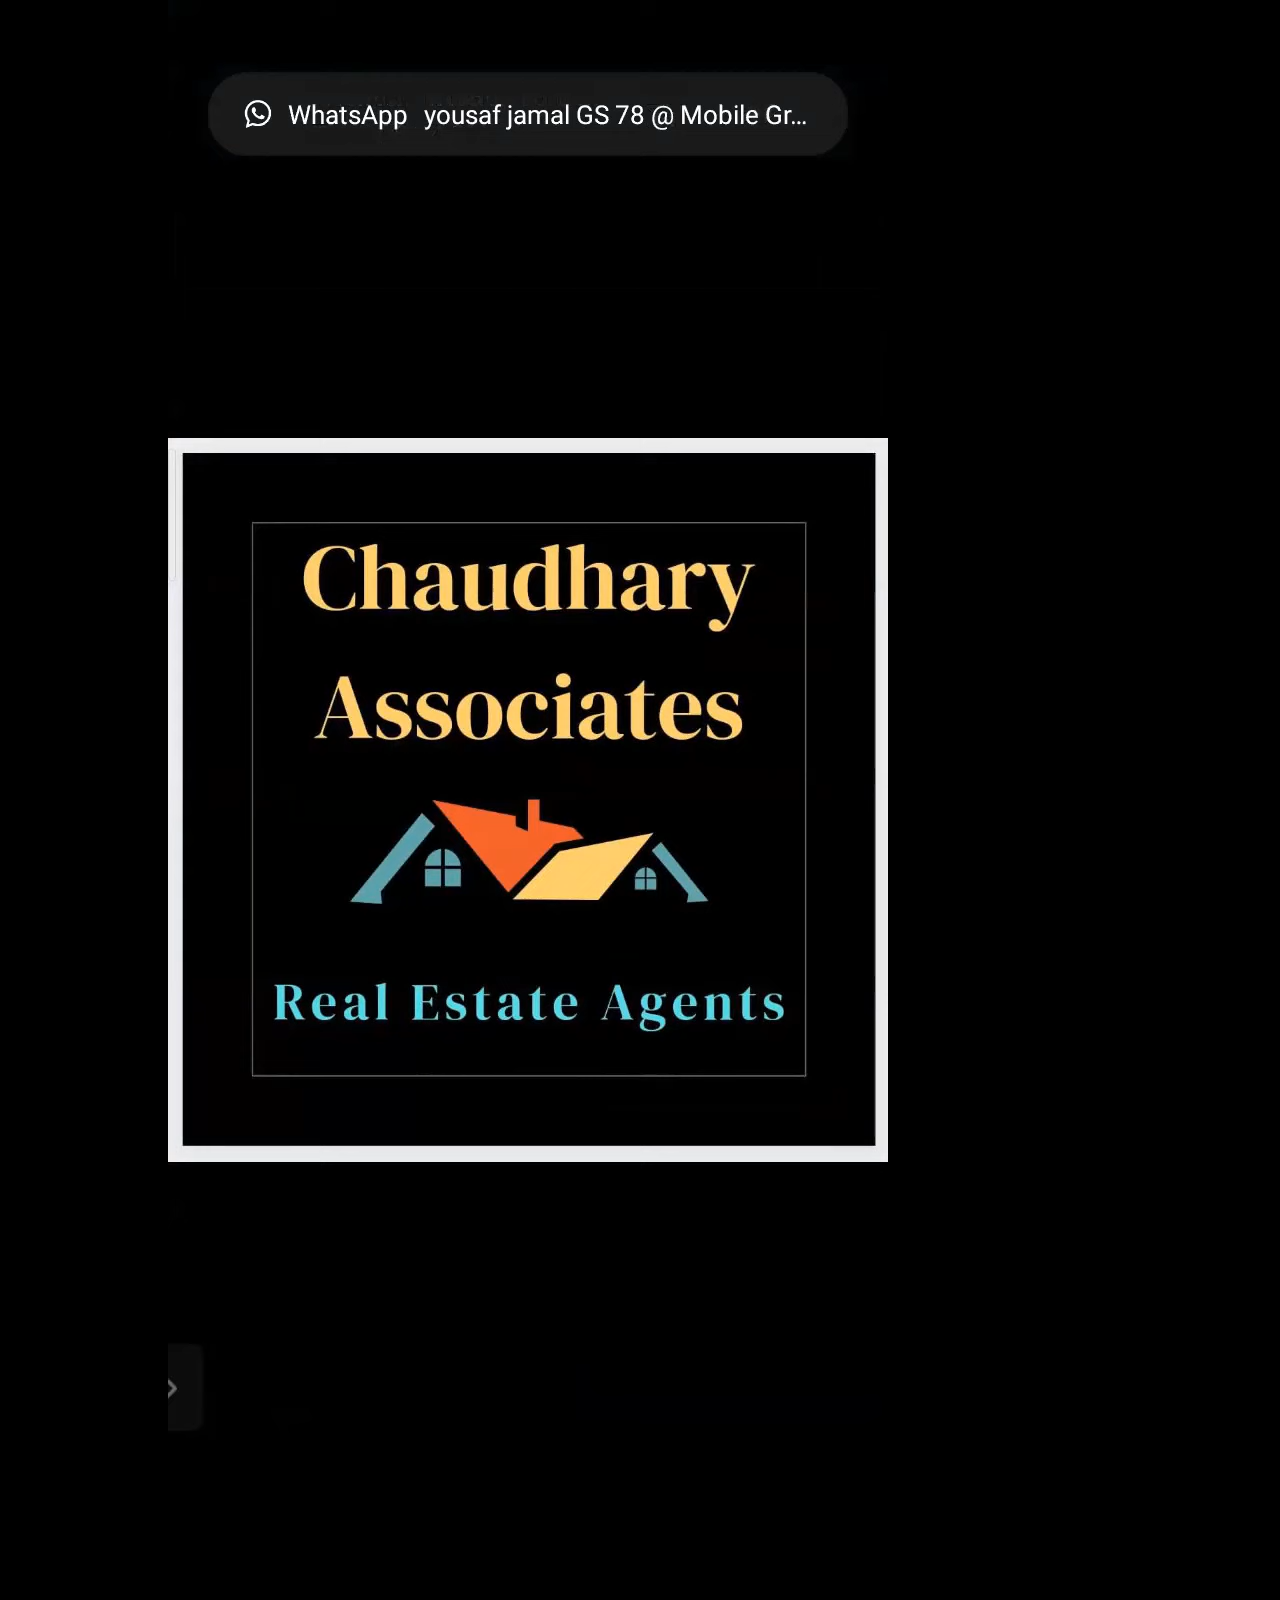 WhatsApp yousaf jamal GS 78 @ Mobile Gr...
Chaudhary
Associates
Real Estate Agents